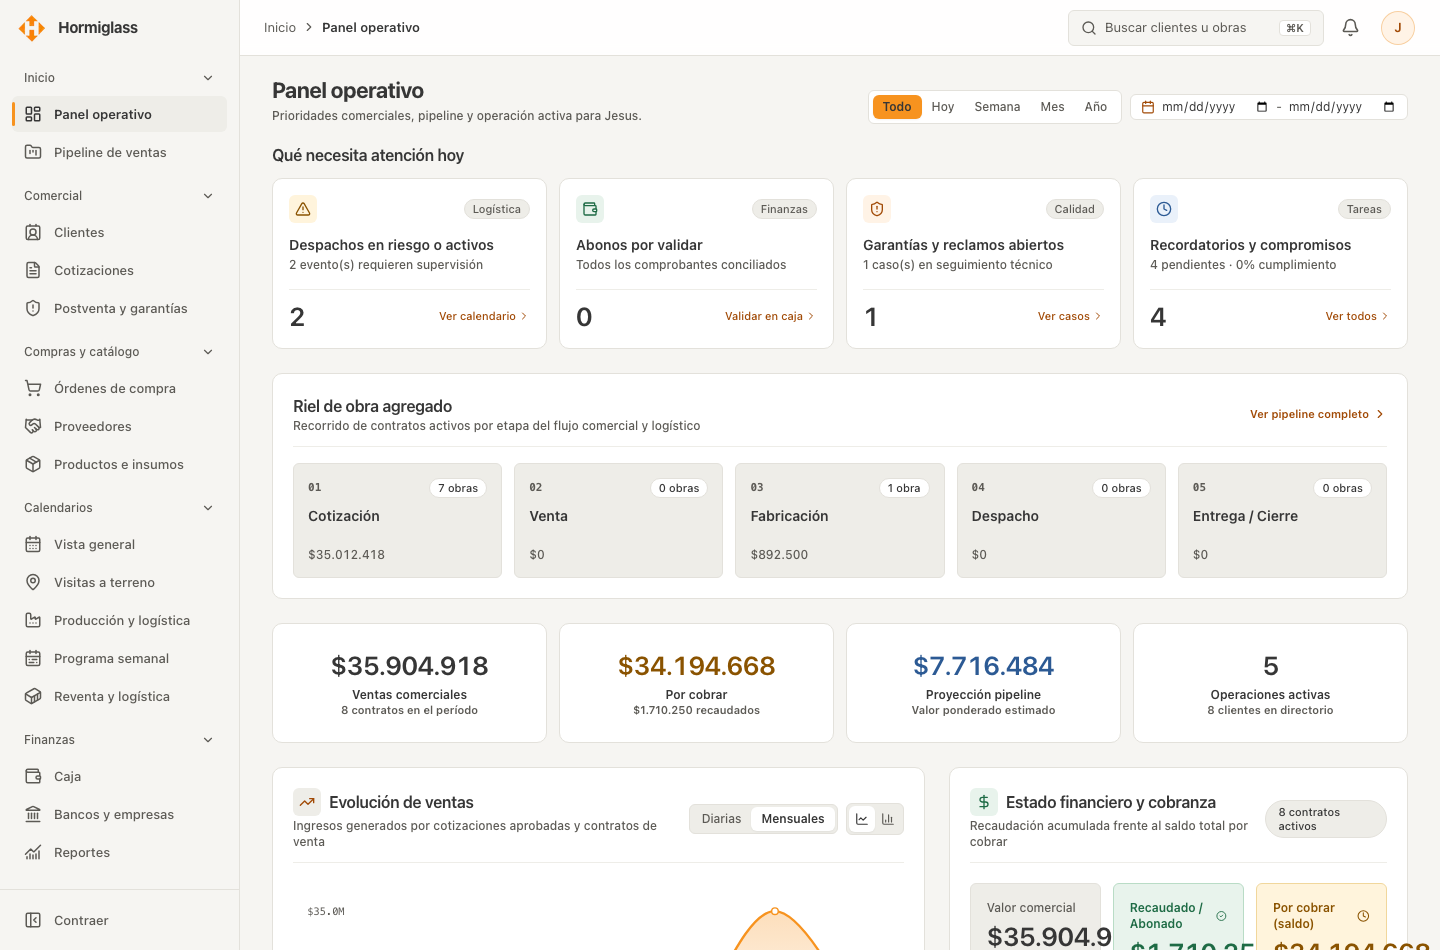 Hormiglass
Inicio
Panel operativo
Pipeline de ventas
Comercial
Clientes
Cotizaciones
Postventa y garantías
Compras y catálogo
Órdenes de compra
Proveedores
Productos e insumos
Calendarios
Vista general
Visitas a terreno
Producción y logística
Programa semanal
Reventa y logística
Finanzas
Caja
Bancos y empresas
Reportes
Contraer
Inicio > Panel operativo
Buscar clientes u obras ⌘K
J
Panel operativo
Prioridades comerciales, pipeline y operación activa para Jesus.
Todo Hoy Semana Mes Año
mm/dd/yyyy - mm/dd/yyyy
Qué necesita atención hoy
Logística
Despachos en riesgo o activos
2 evento(s) requieren supervisión
2 Ver calendario
Finanzas
Abonos por validar
Todos los comprobantes conciliados
0 Validar en caja
Calidad
Garantías y reclamos abiertos
1 caso(s) en seguimiento técnico
1 Ver casos
Tareas
Recordatorios y compromisos
4 pendientes · 0% cumplimiento
4 Ver todos
Riel de obra agregado
Recorrido de contratos activos por etapa del flujo comercial y logístico
Ver pipeline completo
01 7 obras
Cotización
$35.012.418
02 0 obras
Venta
$0
03 1 obra
Fabricación
$892.500
04 0 obras
Despacho
$0
05 0 obras
Entrega / Cierre
$0
$35.904.918
Ventas comerciales
8 contratos en el período
$34.194.668
Por cobrar
$1.710.250 recaudados
$7.716.484
Proyección pipeline
Valor ponderado estimado
5
Operaciones activas
8 clientes en directorio
Evolución de ventas
Ingresos generados por cotizaciones aprobadas y contratos de
venta
Diarias Mensuales
$35.0M
Estado financiero y cobranza
Recaudación acumulada frente al saldo total por
cobrar
8 contratos
activos
Valor comercial
$35.904.9
Recaudado /
Abonado
$1.710.25
Por cobrar
(saldo)
$34.194.668